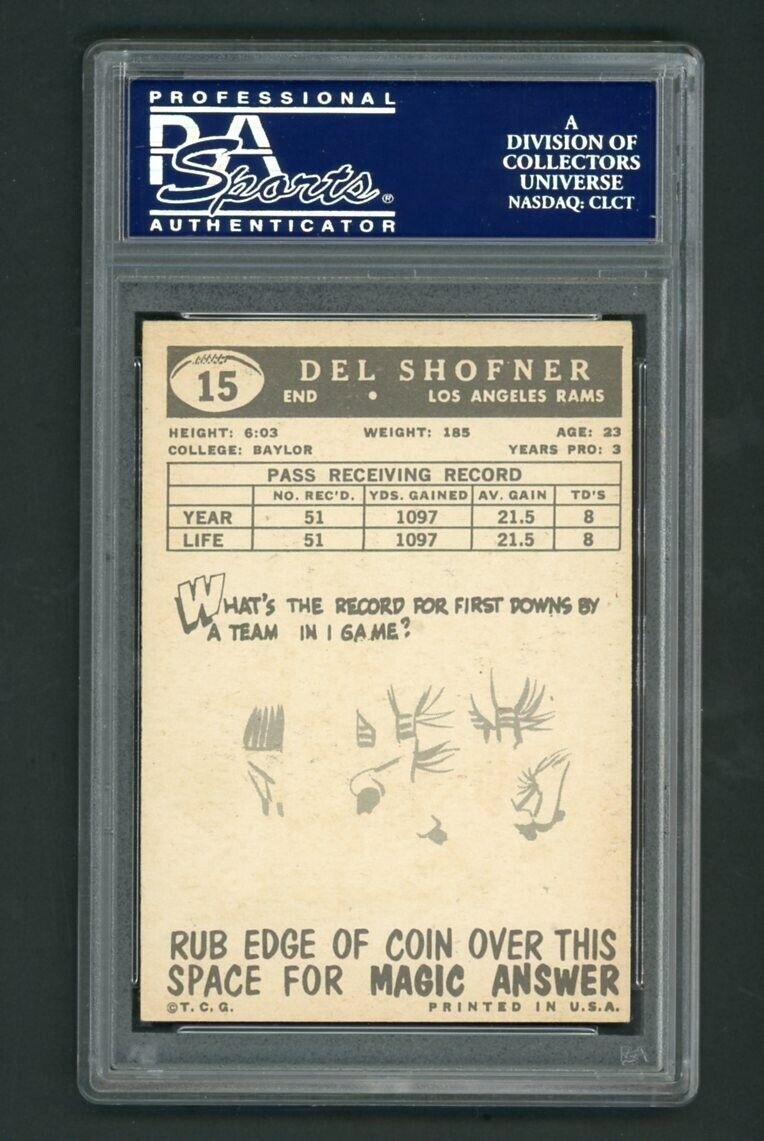 PROFESSIONAL
PSA
Sports®
AUTHENTICATOR
A
DIVISION OF
COLLECTORS
UNIVERSE
NASDAQ: CLCT
15
DEL SHOFNER
END • LOS ANGELES RAMS
HEIGHT: 6:03 WEIGHT: 185 AGE: 23
COLLEGE: BAYLOR YEARS PRO: 3
PASS RECEIVING RECORD
NO. REC'D. YDS. GAINED AV. GAIN TD'S
YEAR 51 1097 21.5 8
LIFE 51 1097 21.5 8
WHAT'S THE RECORD FOR FIRST DOWNS BY
A TEAM IN 1 GAME?
RUB EDGE OF COIN OVER THIS
SPACE FOR MAGIC ANSWER
©T.C.G. PRINTED IN U.S.A.
PSA